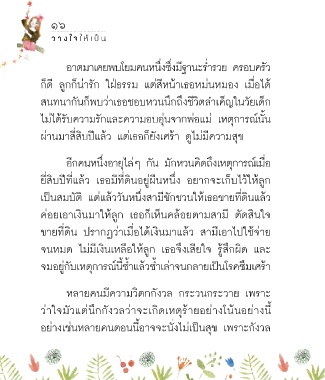 ๑๖
วางใจให้เป็น
อาตมาเคยพบโยมคนหนึ่งซึ่งมีฐานะร่ำรวย ครอบครัว
ก็ดี ลูกก็น่ารัก ใฝ่ธรรม แต่สีหน้าเธอหม่นหมอง เมื่อได้
สนทนากันก็พบว่าเธอชอบหวนนึกถึงชีวิตลำเค็ญในวัยเด็ก
ไม่ได้รับความรักและความอบอุ่นจากพ่อแม่ เหตุการณ์นั้น
ผ่านมาสี่สิบปีแล้ว แต่เธอก็ยังเศร้า ดูไม่มีความสุข
อีกคนหนึ่งอายุไล่ๆ กัน มักหวนคิดถึงเหตุการณ์เมื่อ
ยี่สิบปีที่แล้ว เธอมีที่ดินอยู่ผืนหนึ่ง อยากจะเก็บไว้ให้ลูก
เป็นสมบัติ แต่แล้ววันหนึ่งสามีชักชวนให้เธอขายที่ดินแล้ว
ค่อยเอาเงินมาให้ลูก เธอก็เห็นคล้อยตามสามี ตัดสินใจ
ขายที่ดิน ปรากฏว่าเมื่อได้เงินมาแล้ว สามีเอาไปใช้จ่าย
จนหมด ไม่มีเงินเหลือให้ลูก เธอจึงเสียใจ รู้สึกผิด และ
จมอยู่กับเหตุการณ์นี้ซ้ำแล้วซ้ำเล่าจนกลายเป็นโรคซึมเศร้า
หลายคนมีความวิตกกังวล กระวนกระวาย เพราะ
ว่าใจมัวแต่นึกกังวลว่าจะเกิดเหตุร้ายอย่างโน้นอย่างนี้
อย่างเช่นหลายคนตอนนี้อาจจะนั่งไม่เป็นสุข เพราะกังวล